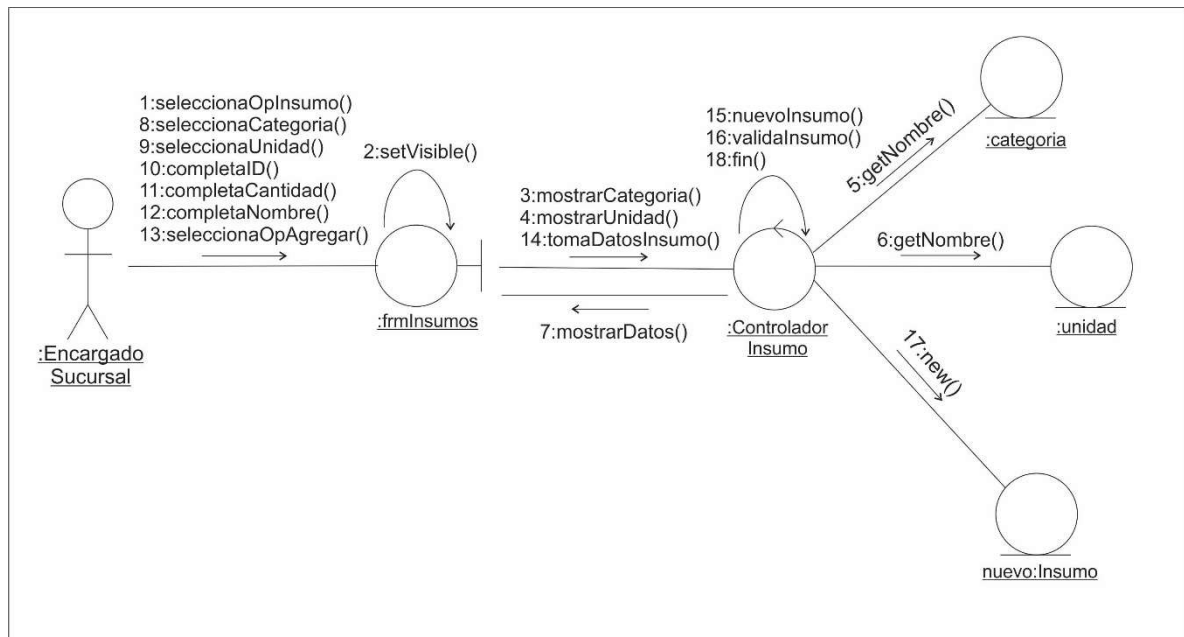 1:seleccionaOpInsumo()
8:seleccionaCategoria()
9:seleccionaUnidad()
10:completaID()
11:completaCantidad()
12:completaNombre()
13:seleccionaOpAgregar()
:Encargado
Sucursal
2:setVisible()
:frmInsumos
3:mostrarCategoria()
4:mostrarUnidad()
14:tomaDatosInsumo()
7:mostrarDatos()
15:nuevoInsumo()
16:validaInsumo()
18:fin()
:Controlador
Insumo
5:getNombre()
:categoria
6:getNombre()
:unidad
17:new()
nuevo:Insumo